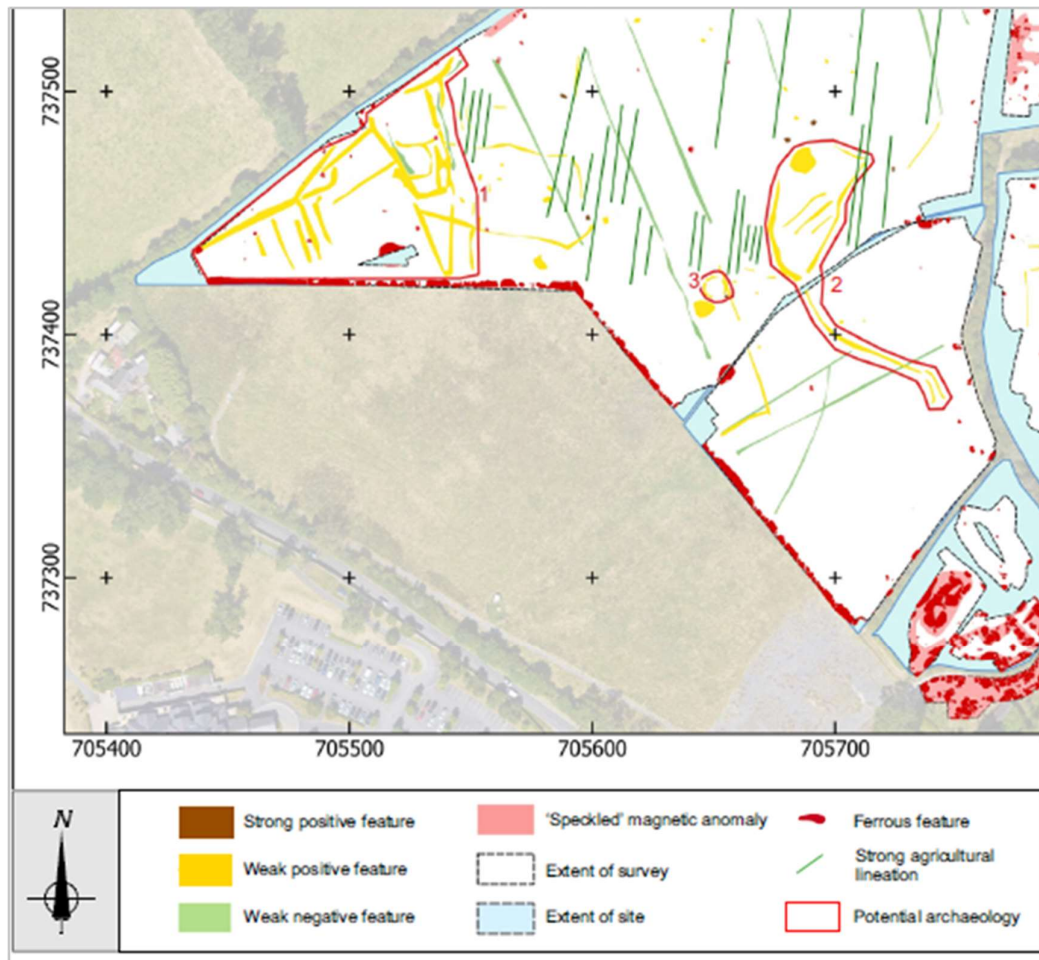 737500
737400
737300
1
2
3
705400
705500
705600
705700
N
Strong positive feature
Weak positive feature
Weak negative feature
'Speckled' magnetic anomaly
Extent of survey
Extent of site
Ferrous feature
Strong agricultural
lineation
Potential archaeology